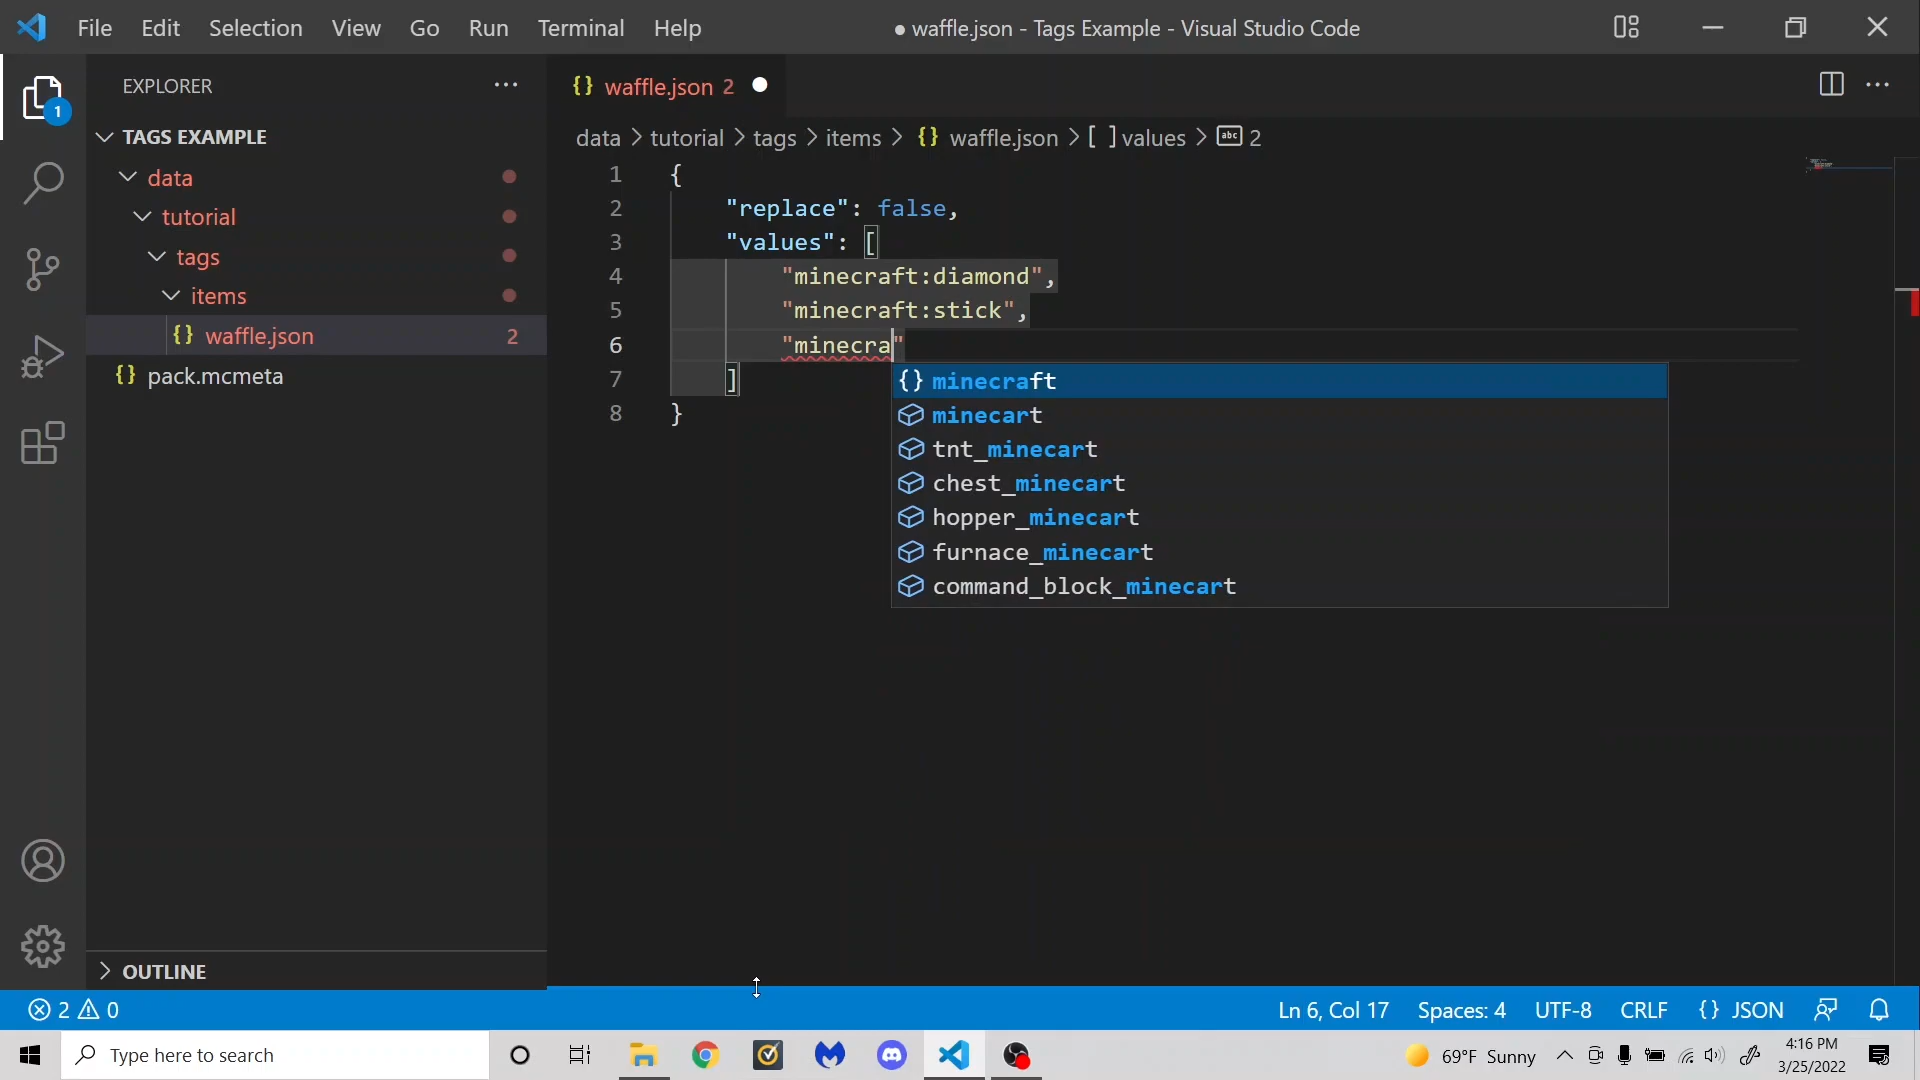 File Edit Selection View Go Run Terminal Help
● waffle.json - Tags Example - Visual Studio Code
EXPLORER
1
TAGS EXAMPLE
data
tutorial
tags
items
waffle.json 2
pack.mcmeta
OUTLINE
waffle.json 2
data > tutorial > tags > items > {} waffle.json > [ ] values > abc 2
1 {
2 "replace": false,
3 "values": [
4 "minecraft:diamond",
5 "minecraft:stick",
6 "minecra"
7 ]
8 }
{} minecraft
minecart
tnt_minecart
chest_minecart
hopper_minecart
furnace_minecart
command_block_minecart
2 0
Ln 6, Col 17 Spaces: 4 UTF-8 CRLF {} JSON
Type here to search
69°F Sunny
4:16 PM
3/25/2022